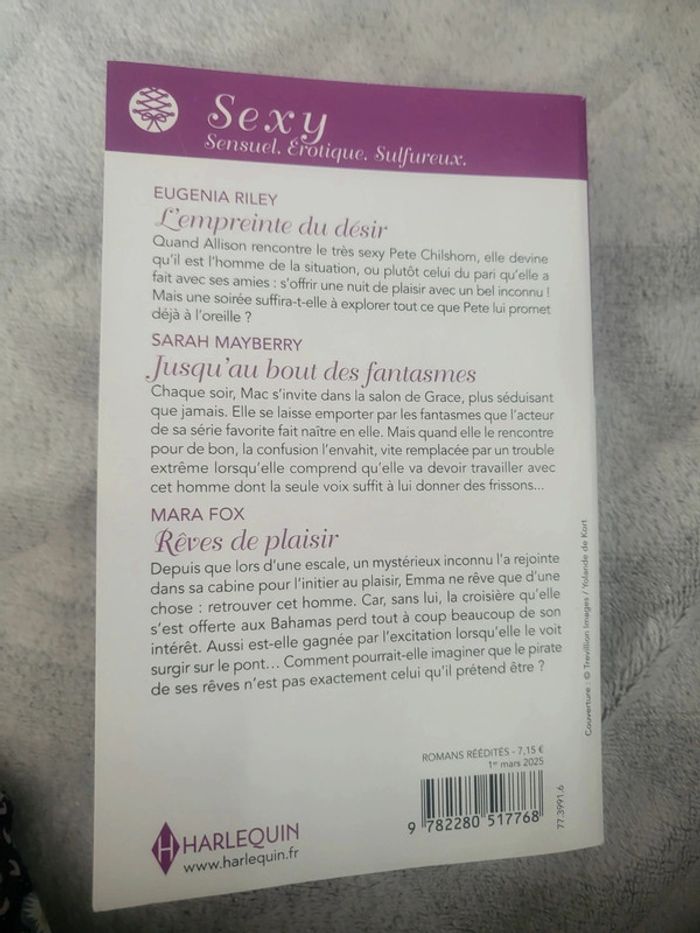 Sexy
Sensuel. Érotique. Sulfureux.
EUGENIA RILEY
L'empreinte du désir
Quand Allison rencontre le très sexy Pete Chilshorn, elle devine
qu'il est l'homme de la situation, ou plutôt celui du pari qu'elle a
fait avec ses amies : s'offrir une nuit de plaisir avec un bel inconnu !
Mais une soirée suffira-t-elle à explorer tout ce que Pete lui promet
déjà à l'oreille ?
SARAH MAYBERRY
Jusqu'au bout des fantasmes
Chaque soir, Mac s'invite dans la salon de Grace, plus séduisant
que jamais. Elle se laisse emporter par les fantasmes que l'acteur
de sa série favorite fait naître en elle. Mais quand elle le rencontre
pour de bon, la confusion l'envahit, vite remplacée par un trouble
extrême lorsqu'elle comprend qu'elle va devoir travailler avec
cet homme dont la seule voix suffit à lui donner des frissons...
MARA FOX
Rêves de plaisir
Depuis que lors d'une escale, un mystérieux inconnu l'a rejointe
dans sa cabine pour l'initier au plaisir, Emma ne rêve que d'une
chose : retrouver cet homme. Car, sans lui, la croisière qu'elle
s'est offerte aux Bahamas perd tout à coup beaucoup de son
intérêt. Aussi est-elle gagnée par l'excitation lorsqu'elle le voit
surgir sur le pont... Comment pourrait-elle imaginer que le pirate
de ses rêves n'est pas exactement celui qu'il prétend être ?
ROMANS RÉÉDITÉS - 7,15 €
1er mars 2025
9 782280 517768
77.3991.6
H HARLEQUIN
www.harlequin.fr
Couverture : © Trevillion Images / Yolande de Kort